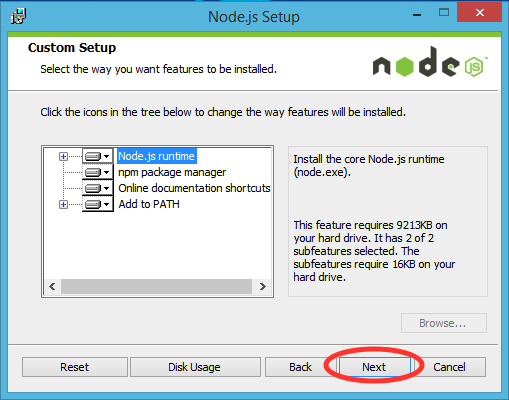 Node.js Setup
Custom Setup
Select the way you want features to be installed.
node
JS
Click the icons in the tree below to change the way features will be installed.
Node.js runtime
npm package manager
Online documentation shortcuts
Add to PATH
Install the core Node.js runtime
(node.exe).
This feature requires 9213KB on
your hard drive. It has 2 of 2
subfeatures selected. The
subfeatures require 16KB on your
hard drive.
Browse...
Reset
Disk Usage
Back
Next
Cancel